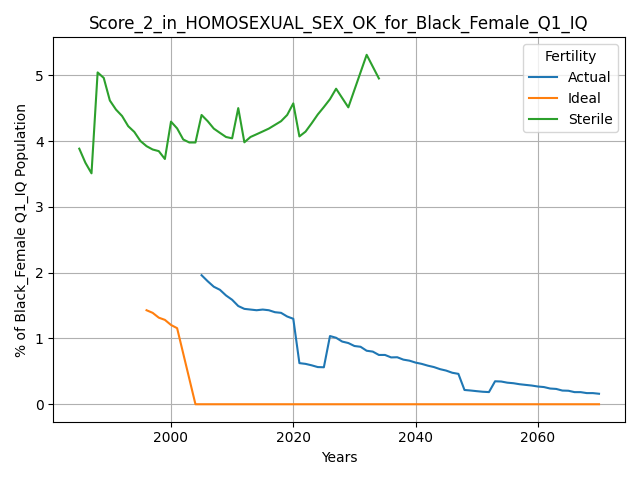 Score_2_in_HOMOSEXUAL_SEX_OK_for_Black_Female_Q1_IQ
% of Black_Female Q1_IQ Population
5
4
3
2
1
0
Fertility
Actual
Ideal
Sterile
2000
2020
2040
2060
Years